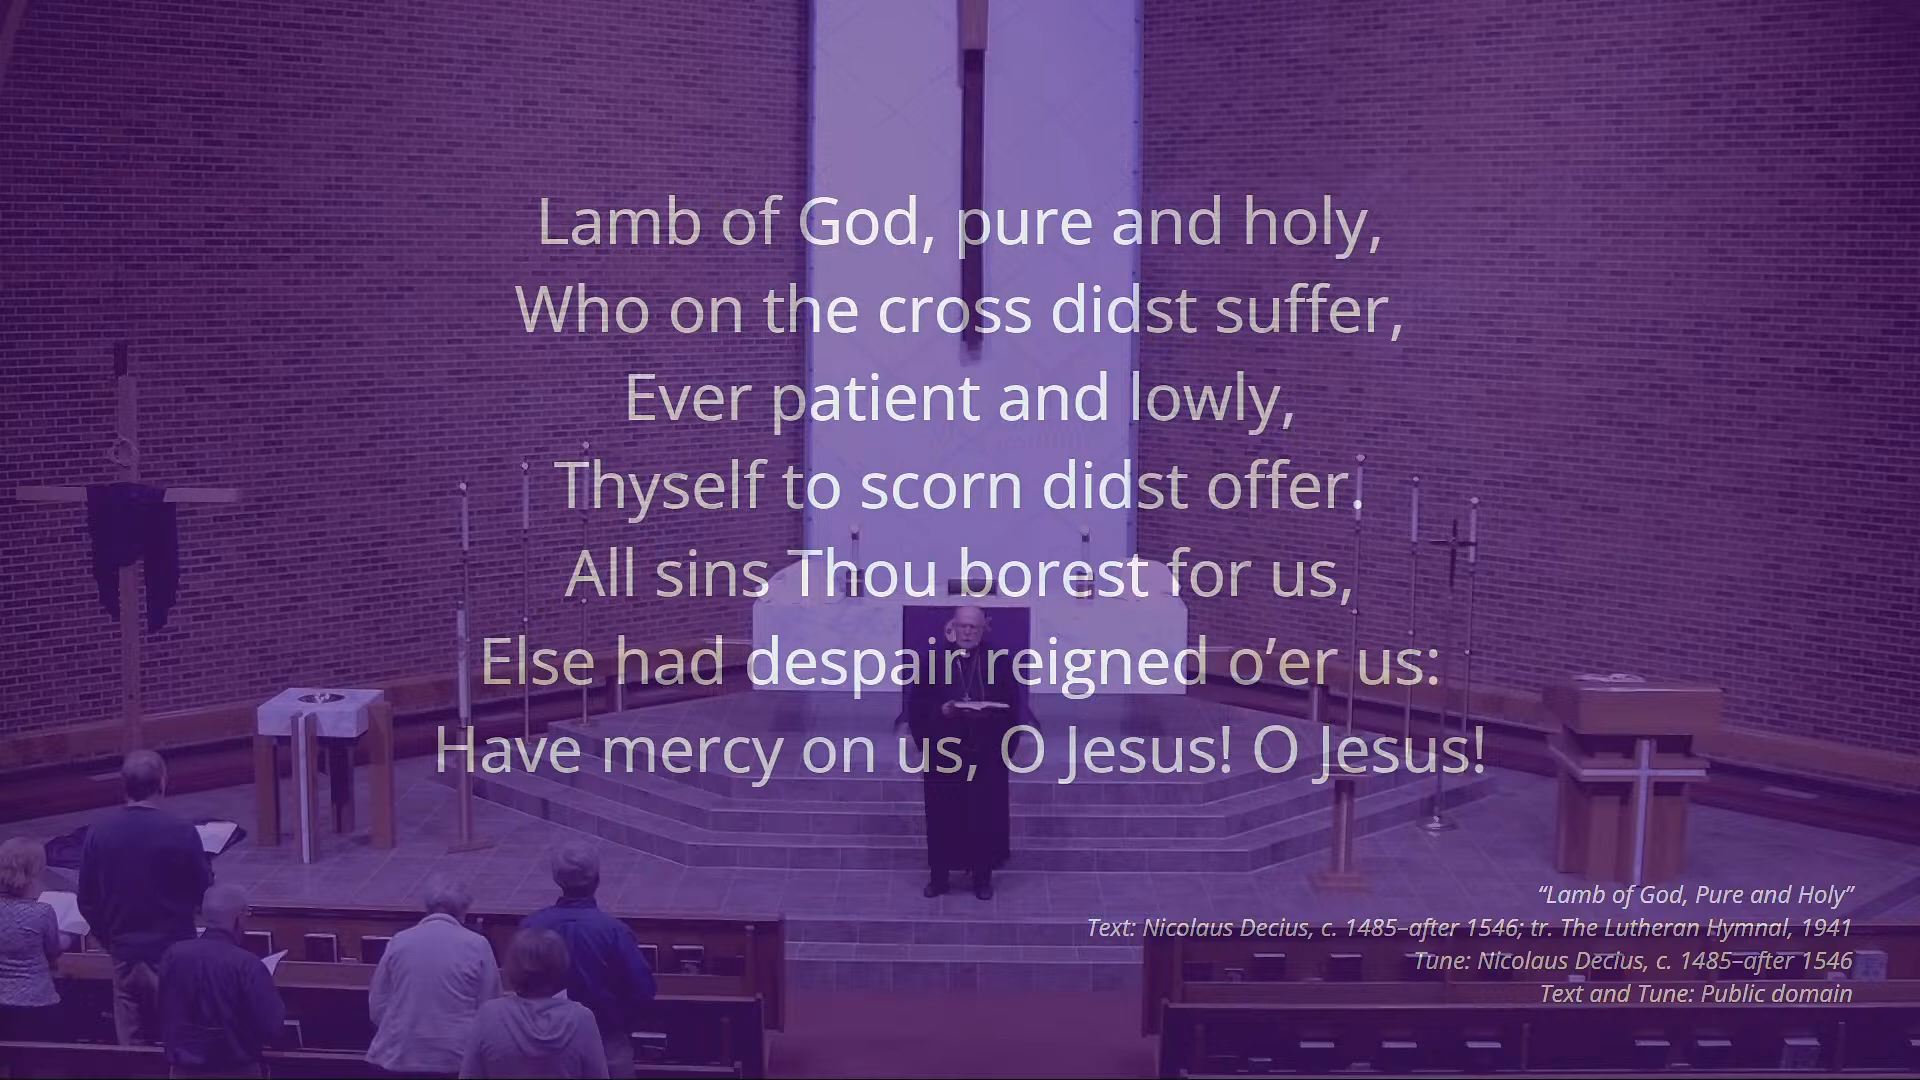 Lamb of God, pure and holy,
Who on the cross didst suffer,
Ever patient and lowly,
Thyself to scorn didst offer.
All sins Thou borest for us,
Else had despair reigned o’er us:
Have mercy on us, O Jesus! O Jesus!
“Lamb of God, Pure and Holy”
Text: Nicolaus Decius, c. 1485–after 1546; tr. The Lutheran Hymnal, 1941
Tune: Nicolaus Decius, c. 1485–after 1546
Text and Tune: Public domain